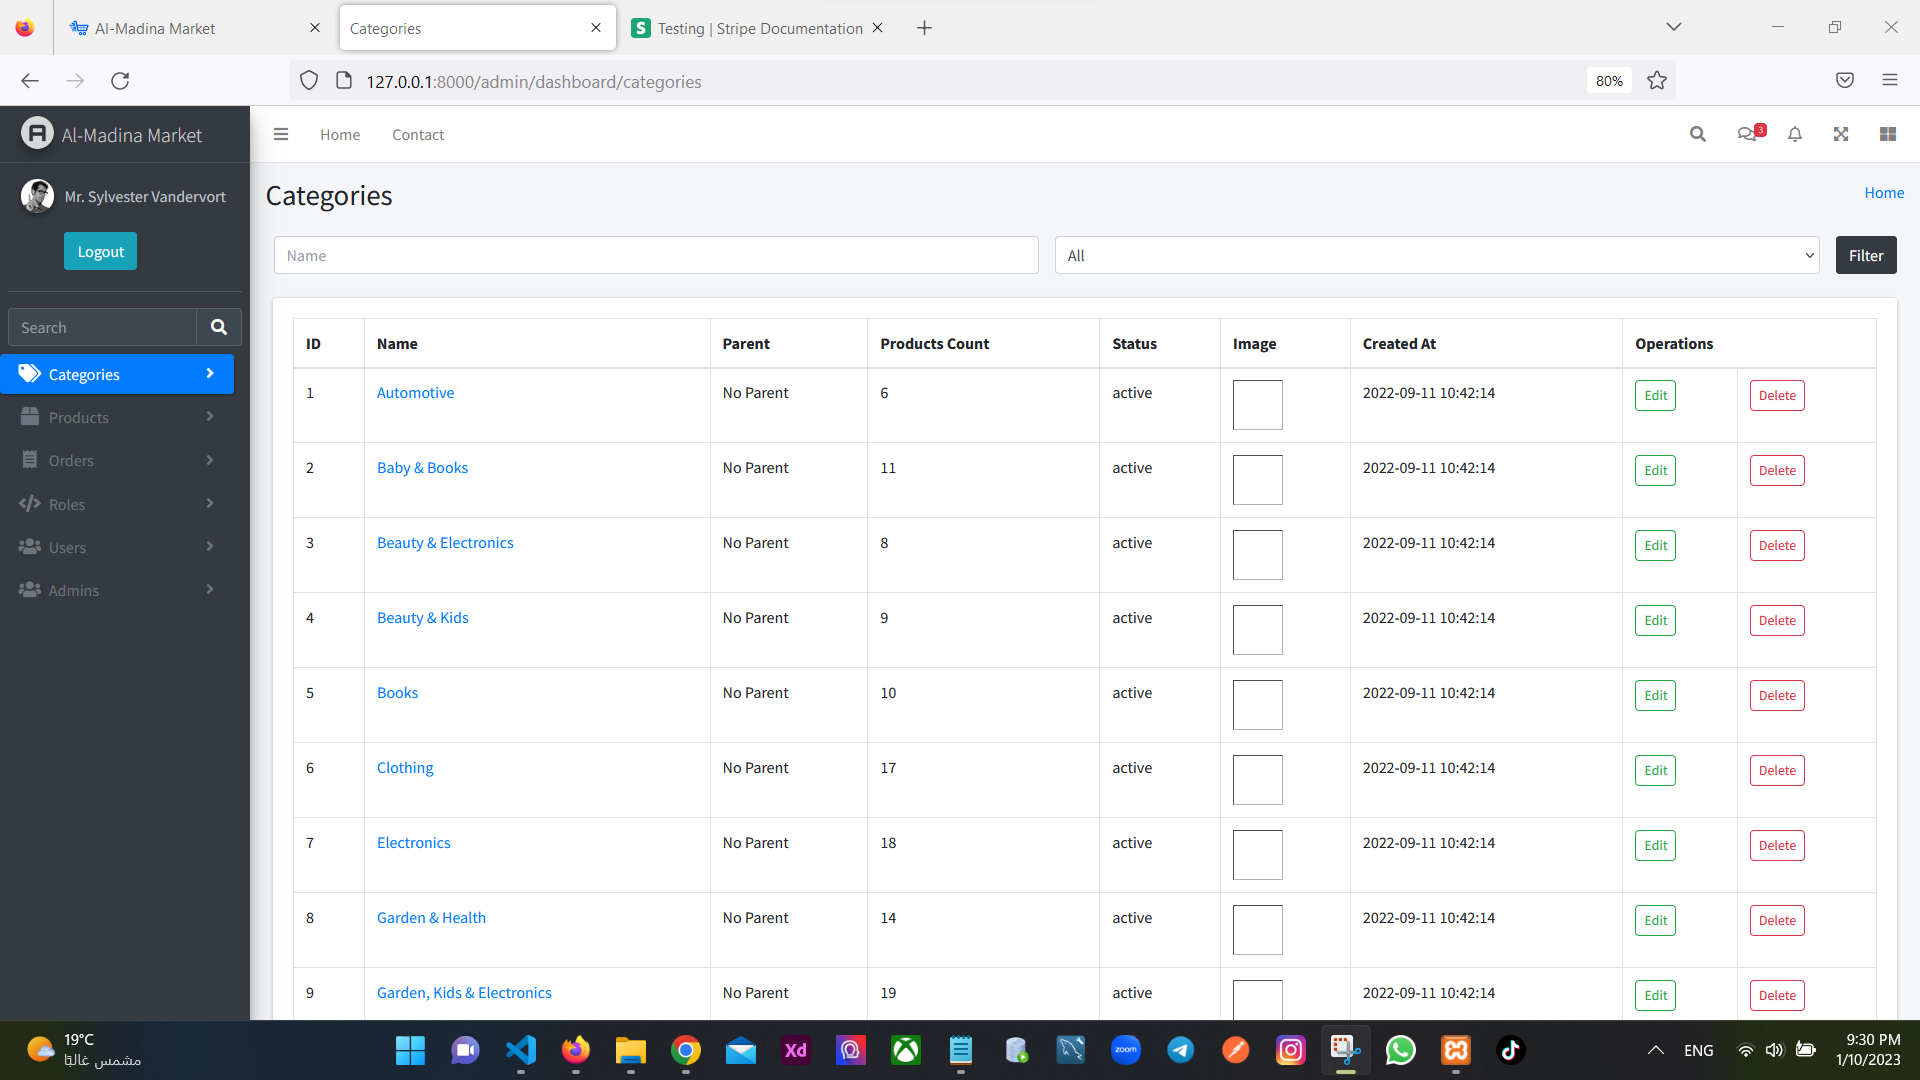 Al-Madina Market
Categories
Testing | Stripe Documentation
127.0.0.1:8000/admin/dashboard/categories
80%
Al-Madina Market
Home
Contact
3
Mr. Sylvester Vandervort
Logout
Search
Categories
Products
Orders
Roles
Users
Admins
Categories
Home
Name
All
Filter
ID Name Parent Products Count Status Image Created At Operations
1 Automotive No Parent 6 active 2022-09-11 10:42:14 Edit Delete
2 Baby & Books No Parent 11 active 2022-09-11 10:42:14 Edit Delete
3 Beauty & Electronics No Parent 8 active 2022-09-11 10:42:14 Edit Delete
4 Beauty & Kids No Parent 9 active 2022-09-11 10:42:14 Edit Delete
5 Books No Parent 10 active 2022-09-11 10:42:14 Edit Delete
6 Clothing No Parent 17 active 2022-09-11 10:42:14 Edit Delete
7 Electronics No Parent 18 active 2022-09-11 10:42:14 Edit Delete
8 Garden & Health No Parent 14 active 2022-09-11 10:42:14 Edit Delete
9 Garden, Kids & Electronics No Parent 19 active 2022-09-11 10:42:14 Edit Delete
19°C
مشمس غالبًا
Xd
zoom
ENG
9:30 PM
1/10/2023